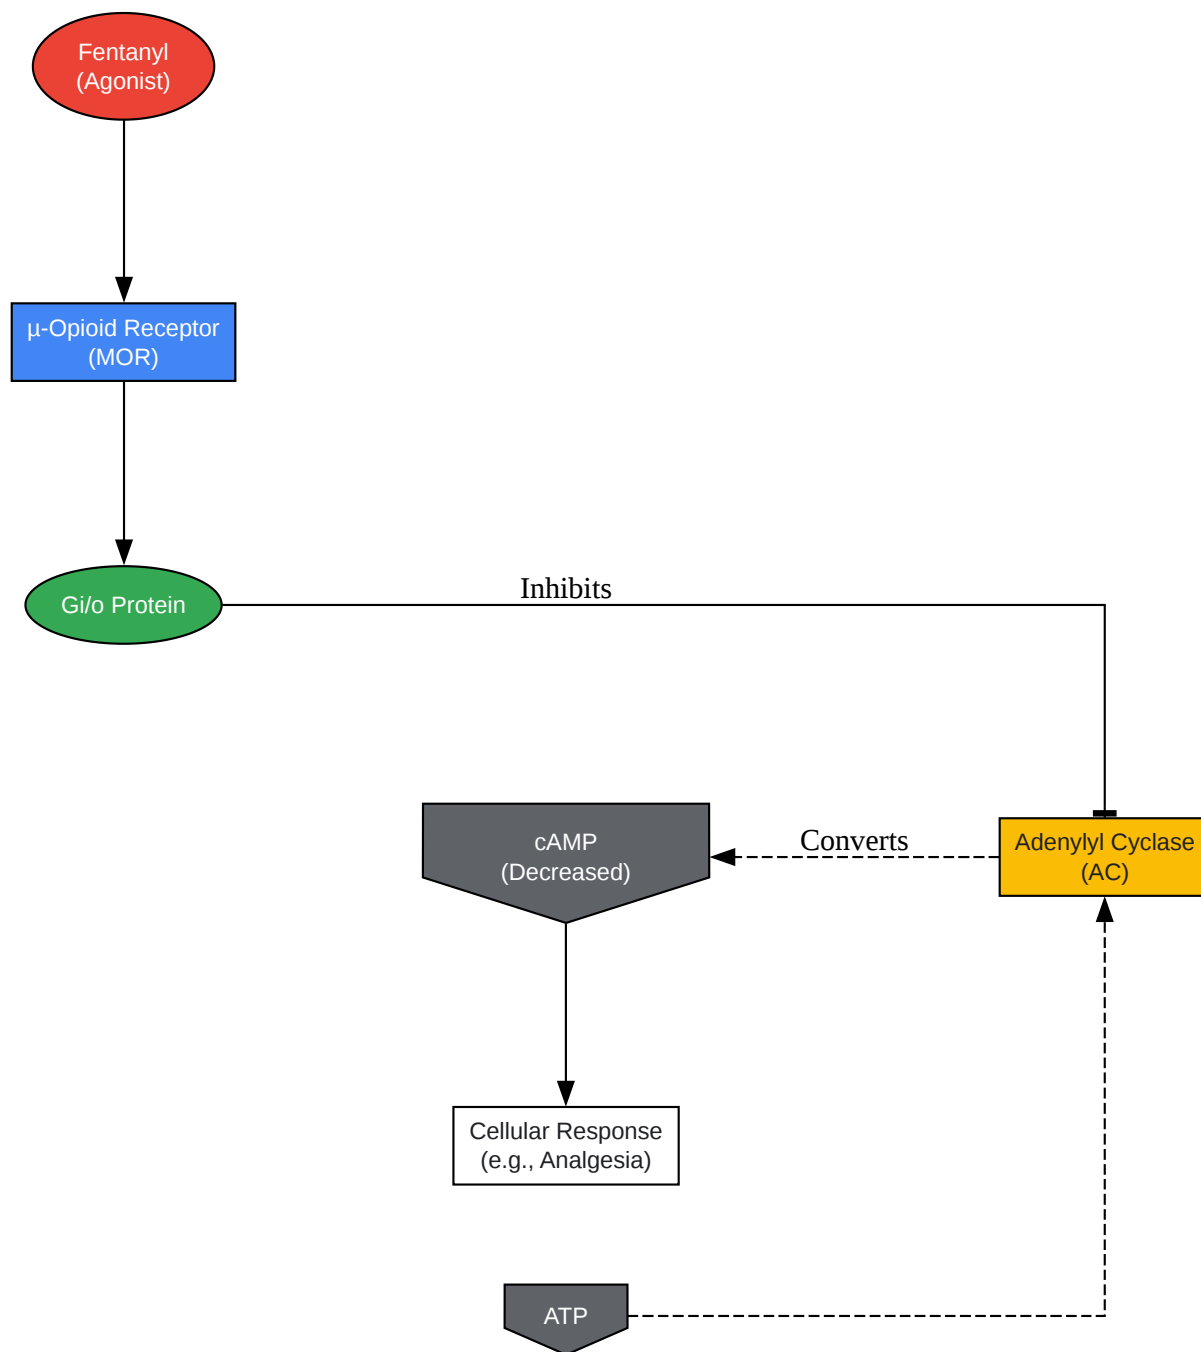 Fentanyl
(Agonist)
µ-Opioid Receptor
(MOR)
Gi/o Protein
Inhibits
cAMP
(Decreased)
Converts
Adenylyl Cyclase
(AC)
Cellular Response
(e.g., Analgesia)
ATP